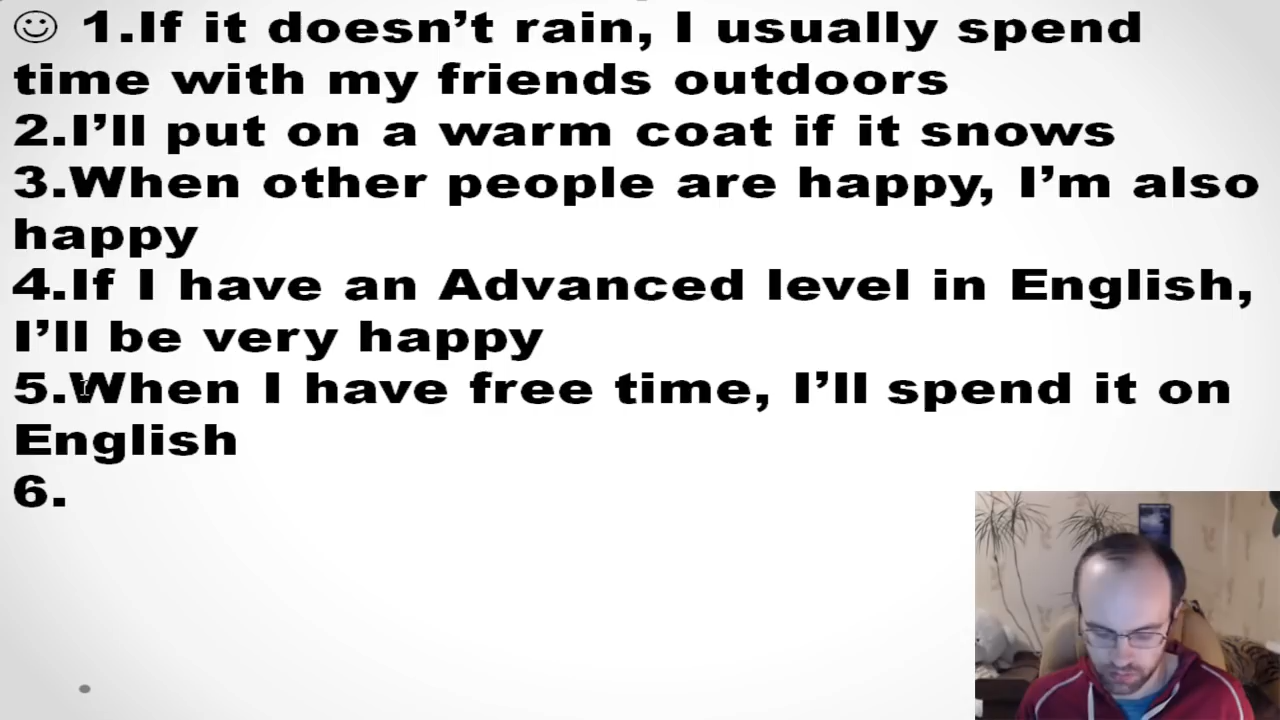 ☺ 1.If it doesn’t rain, I usually spend
time with my friends outdoors
2.I’ll put on a warm coat if it snows
3.When other people are happy, I’m also
happy
4.If I have an Advanced level in English,
I’ll be very happy
5.When I have free time, I’ll spend it on
English
6.